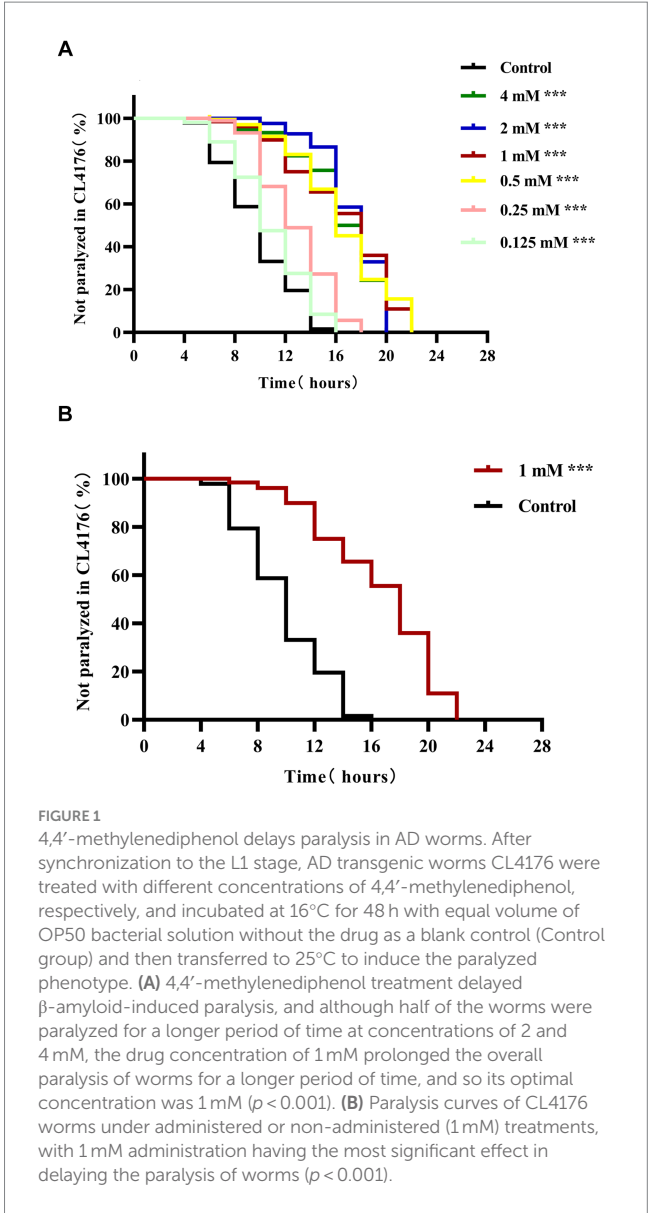 A
Control
4 mM ***
2 mM ***
1 mM ***
0.5 mM ***
0.25 mM ***
0.125 mM ***
Not paralyzed in CL4176( %)
100
80
60
40
20
0
0 4 8 12 16 20 24 28
Time( hours)
B
1 mM ***
Control
Not paralyzed in CL4176( %)
100
80
60
40
20
0
0 4 8 12 16 20 24 28
Time( hours)
FIGURE 1
4,4′-methylenediphenol delays paralysis in AD worms. After
synchronization to the L1 stage, AD transgenic worms CL4176 were
treated with different concentrations of 4,4′-methylenediphenol,
respectively, and incubated at 16°C for 48 h with equal volume of
OP50 bacterial solution without the drug as a blank control (Control
group) and then transferred to 25°C to induce the paralyzed
phenotype. (A) 4,4′-methylenediphenol treatment delayed
β-amyloid-induced paralysis, and although half of the worms were
paralyzed for a longer period of time at concentrations of 2 and
4 mM, the drug concentration of 1 mM prolonged the overall
paralysis of worms for a longer period of time, and so its optimal
concentration was 1 mM (p < 0.001). (B) Paralysis curves of CL4176
worms under administered or non-administered (1 mM) treatments,
with 1 mM administration having the most significant effect in
delaying the paralysis of worms (p < 0.001).